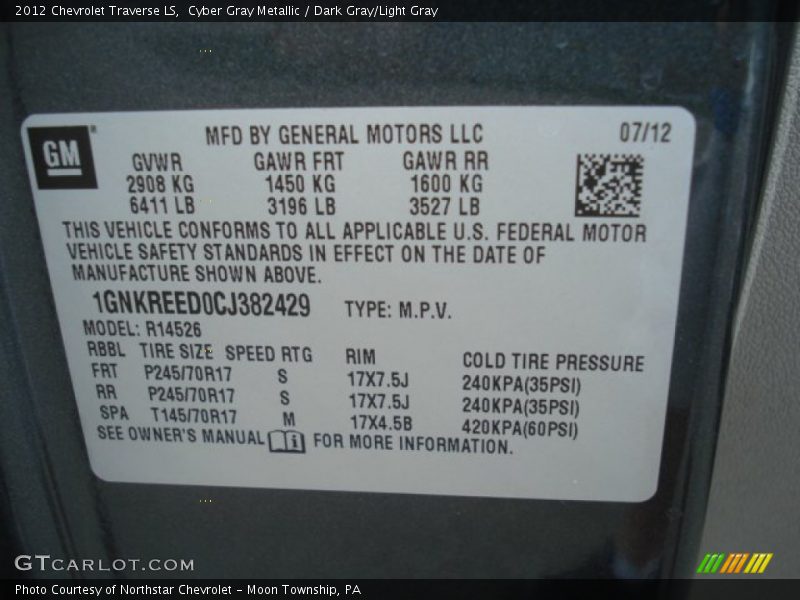 2012 Chevrolet Traverse LS,  Cyber Gray Metallic / Dark Gray/Light Gray
GM
MFD BY GENERAL MOTORS LLC 07/12
GVWR GAWR FRT GAWR RR
2908 KG 1450 KG 1600 KG
6411 LB 3196 LB 3527 LB
THIS VEHICLE CONFORMS TO ALL APPLICABLE U.S. FEDERAL MOTOR
VEHICLE SAFETY STANDARDS IN EFFECT ON THE DATE OF
MANUFACTURE SHOWN ABOVE.
1GNKREED0CJ382429 TYPE: M.P.V.
MODEL: R14526
RBBL TIRE SIZE SPEED RTG RIM COLD TIRE PRESSURE
FRT P245/70R17 S 17X7.5J 240KPA(35PSI)
RR P245/70R17 S 17X7.5J 240KPA(35PSI)
SPA T145/70R17 M 17X4.5B 420KPA(60PSI)
SEE OWNER'S MANUAL i FOR MORE INFORMATION.
GTCARLOT.COM
Photo Courtesy of Northstar Chevrolet - Moon Township, PA